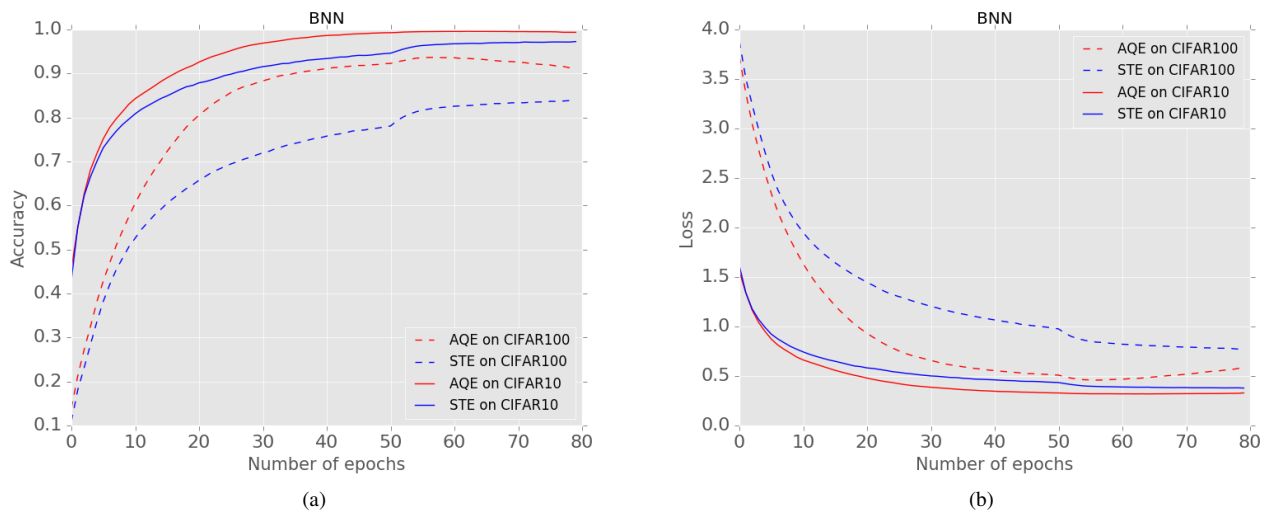 BNN
1.0
0.9
0.8
0.7
0.6
0.5
0.4
0.3
0.2
0.1
Accuracy
AQE on CIFAR100
STE on CIFAR100
AQE on CIFAR10
STE on CIFAR10
0 10 20 30 40 50 60 70 80
Number of epochs
(a)
BNN
4.0
3.5
3.0
2.5
2.0
1.5
1.0
0.5
0.0
Loss
AQE on CIFAR100
STE on CIFAR100
AQE on CIFAR10
STE on CIFAR10
0 10 20 30 40 50 60 70 80
Number of epochs
(b)